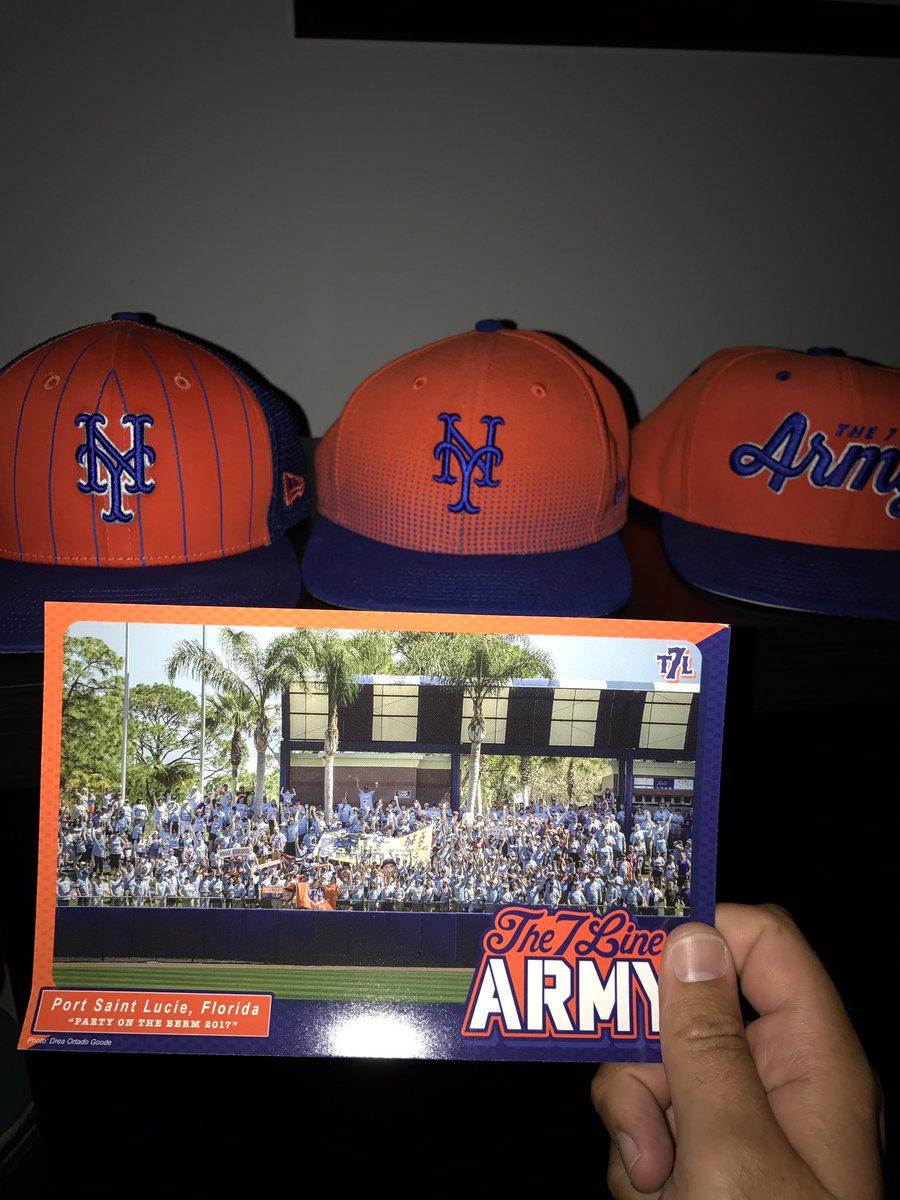 NY
NY
THE 7
Army
T7L
The 7 Line
ARMY
Port Saint Lucie, Florida
"PARTY ON THE BERM 2017"
Photo: Drea Ortado Goode